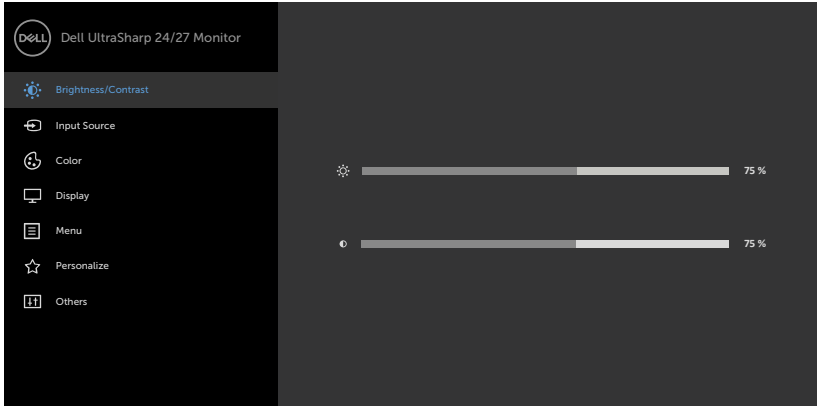 DELL
Dell UltraSharp 24/27 Monitor
Brightness/Contrast
Input Source
Color
75 %
Display
Menu
75 %
Personalize
Others